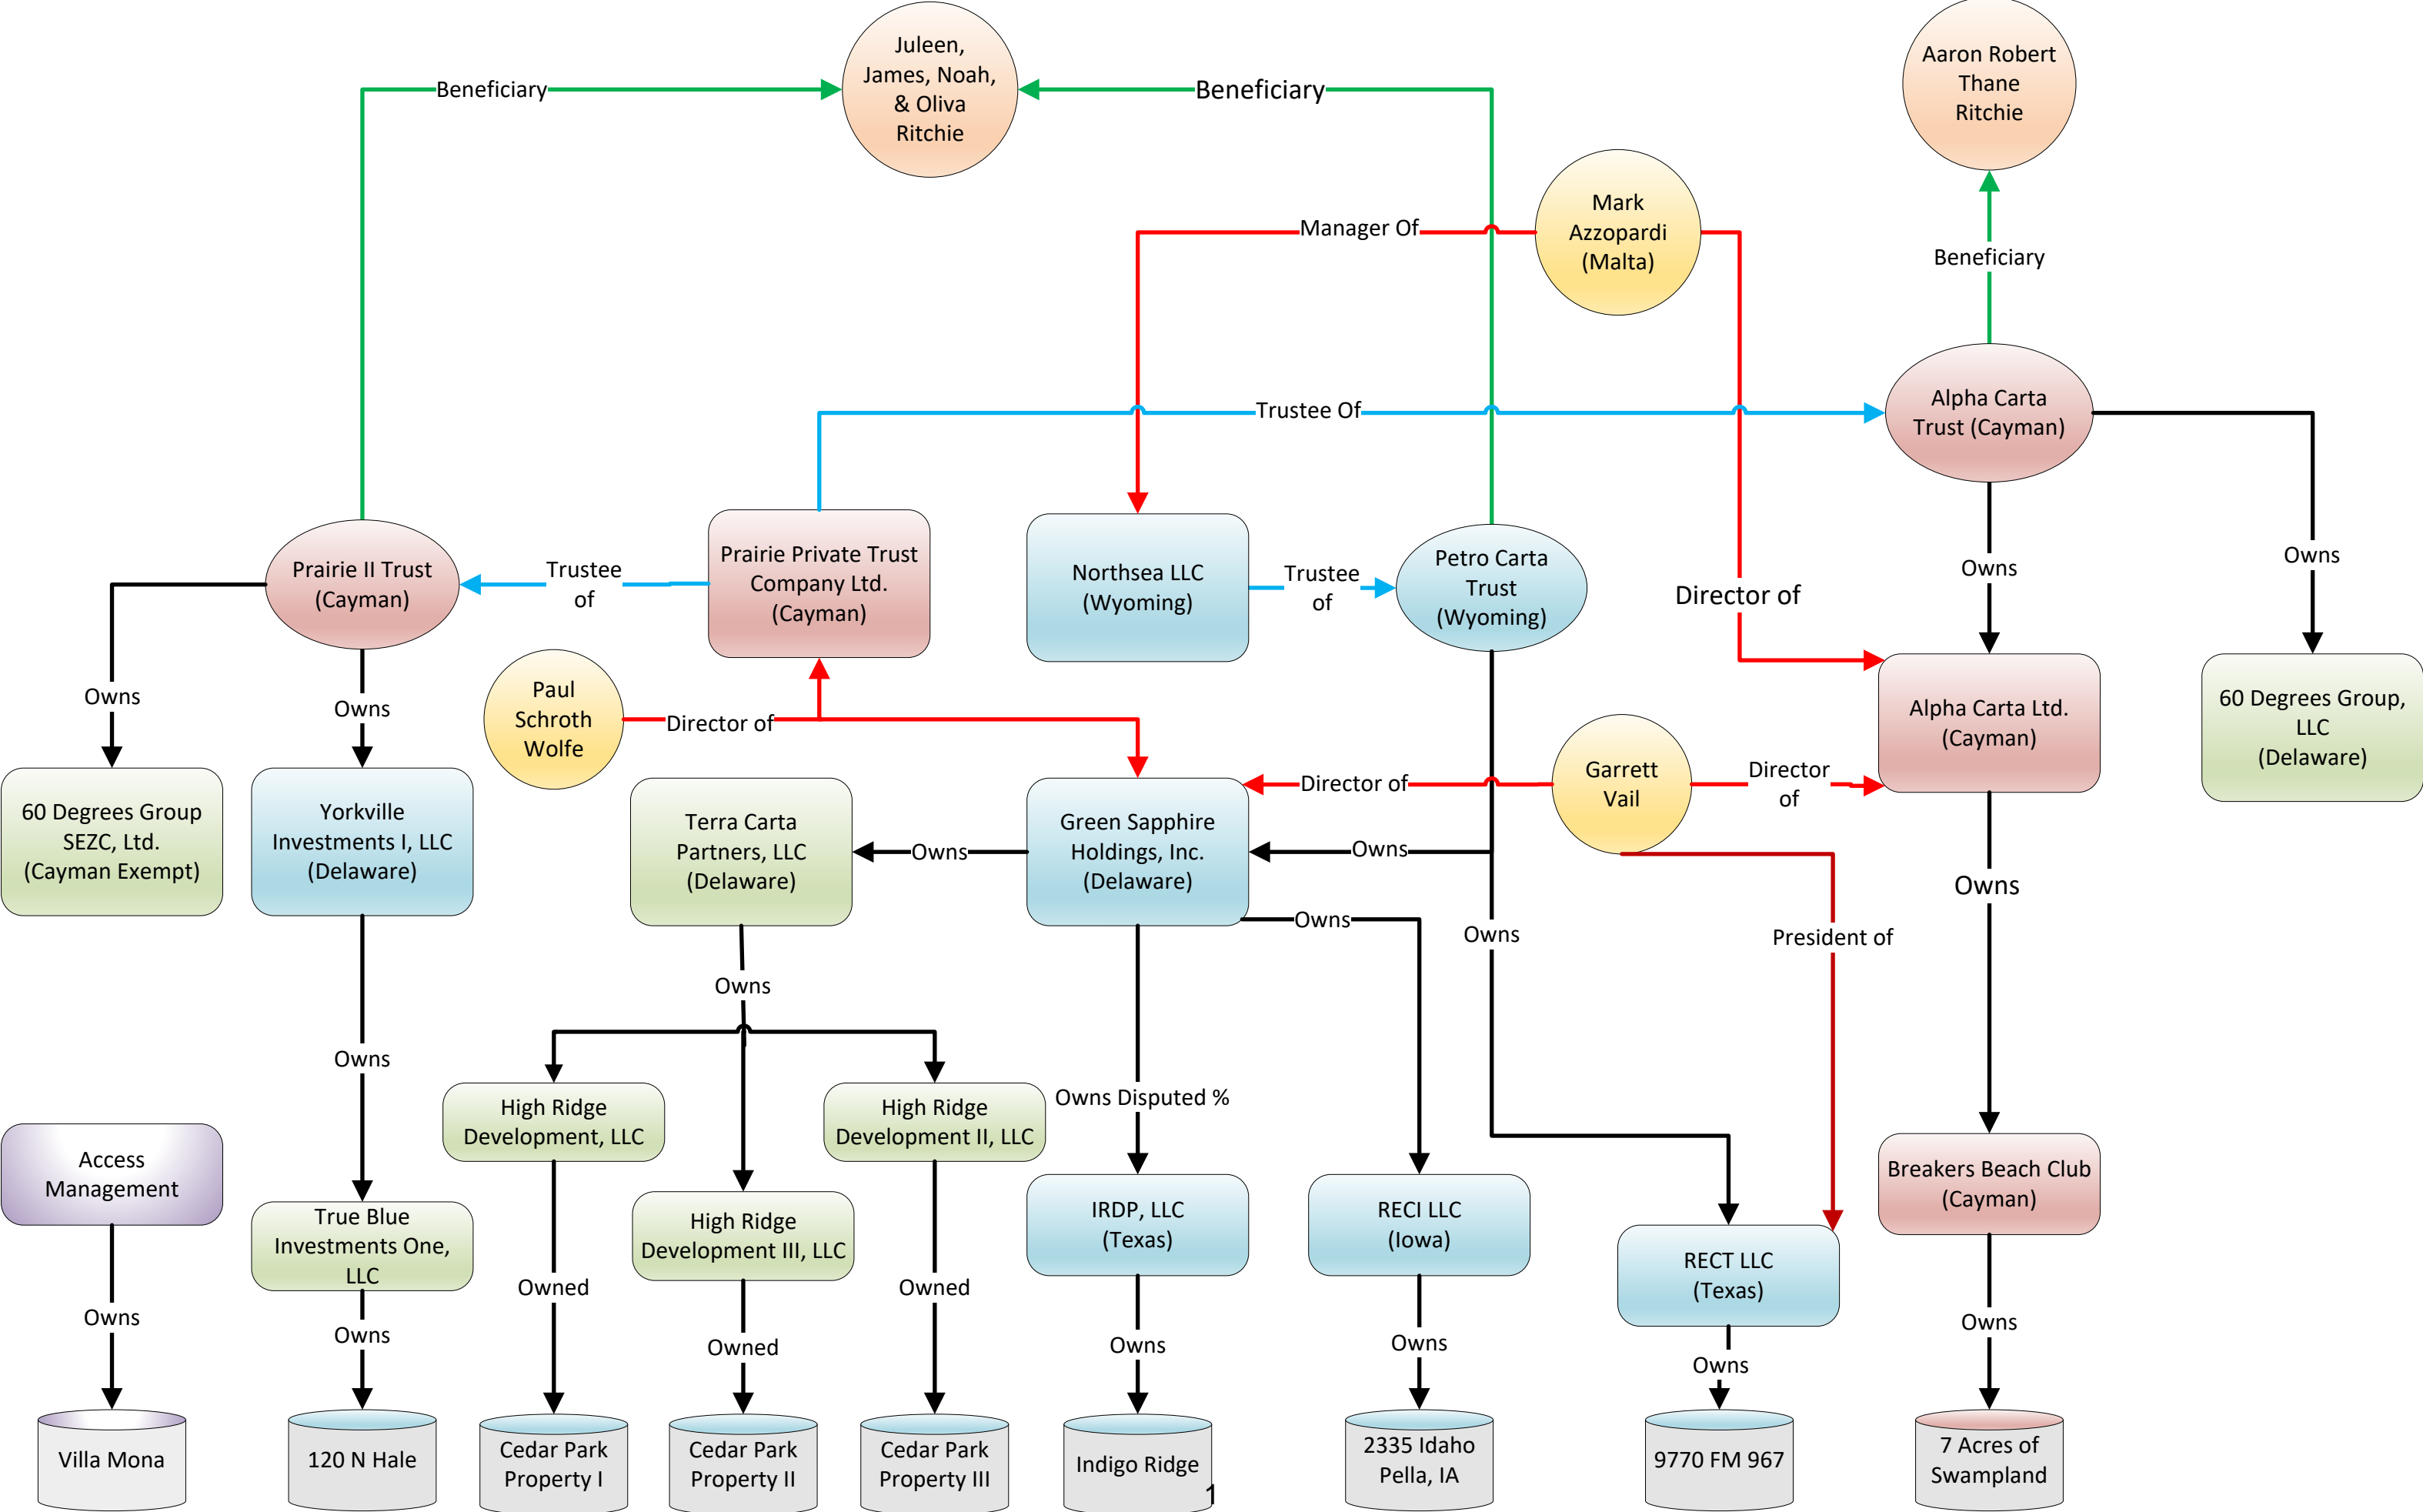 Juleen,
James, Noah,
& Oliva
Ritchie
Aaron Robert
Thane
Ritchie
Beneficiary
Beneficiary
Mark
Azzopardi
(Malta)
Manager Of
Beneficiary
Trustee Of
Alpha Carta
Trust (Cayman)
Prairie II Trust
(Cayman)
Trustee
of
Prairie Private Trust
Company Ltd.
(Cayman)
Northsea LLC
(Wyoming)
Trustee
of
Petro Carta
Trust
(Wyoming)
Director of
Owns
Owns
Owns
Owns
Paul
Schroth
Wolfe
Director of
Alpha Carta Ltd.
(Cayman)
60 Degrees Group,
LLC
(Delaware)
60 Degrees Group
SEZC, Ltd.
(Cayman Exempt)
Yorkville
Investments I, LLC
(Delaware)
Terra Carta
Partners, LLC
(Delaware)
Owns
Green Sapphire
Holdings, Inc.
(Delaware)
Director of
Garrett
Vail
Director
of
Owns
Owns
Owns
Owns
President of
Owns
Owns
Owns
High Ridge
Development, LLC
High Ridge
Development II, LLC
Owns Disputed %
Access
Management
True Blue
Investments One,
LLC
High Ridge
Development III, LLC
IRDP, LLC
(Texas)
RECI LLC
(Iowa)
RECT LLC
(Texas)
Breakers Beach Club
(Cayman)
Owns
Owns
Owned
Owned
Owned
Owns
Owns
Owns
Owns
Villa Mona
120 N Hale
Cedar Park
Property I
Cedar Park
Property II
Cedar Park
Property III
Indigo Ridge
2335 Idaho
Pella, IA
9770 FM 967
7 Acres of
Swampland
1